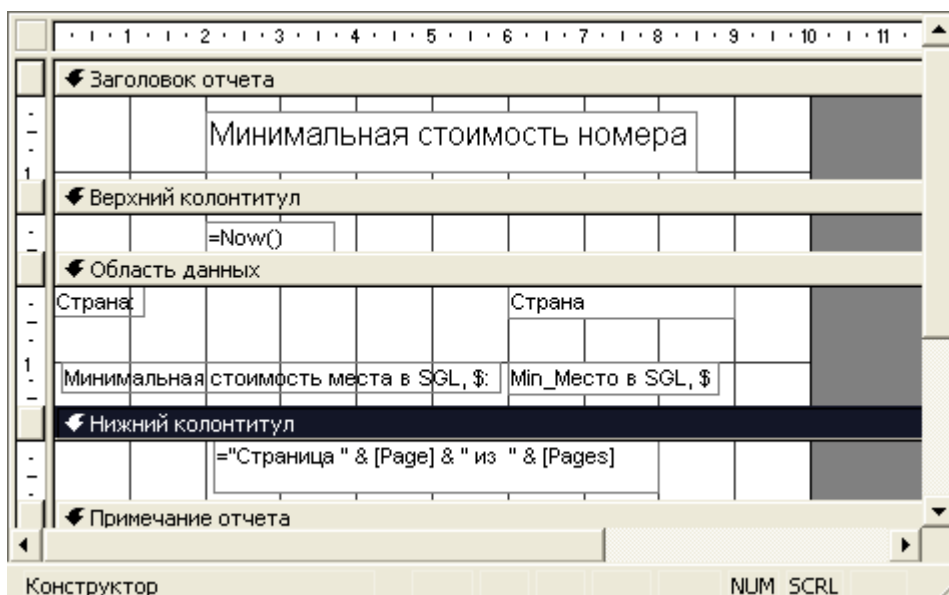 · ı · 1 · ı · 2 · ı · 3 · ı · 4 · ı · 5 · ı · 6 · ı · 7 · ı · 8 · ı · 9 · ı · 10 · ı · 11 ·
Заголовок отчета
Минимальная стоимость номера
1
Верхний колонтитул
=Now()
Область данных
Страна: Страна
1
Минимальная стоимость места в SGL, $: Min_Место в SGL, $
Нижний колонтитул
="Страница " & [Page] & " из " & [Pages]
Примечание отчета
Конструктор NUM SCRL